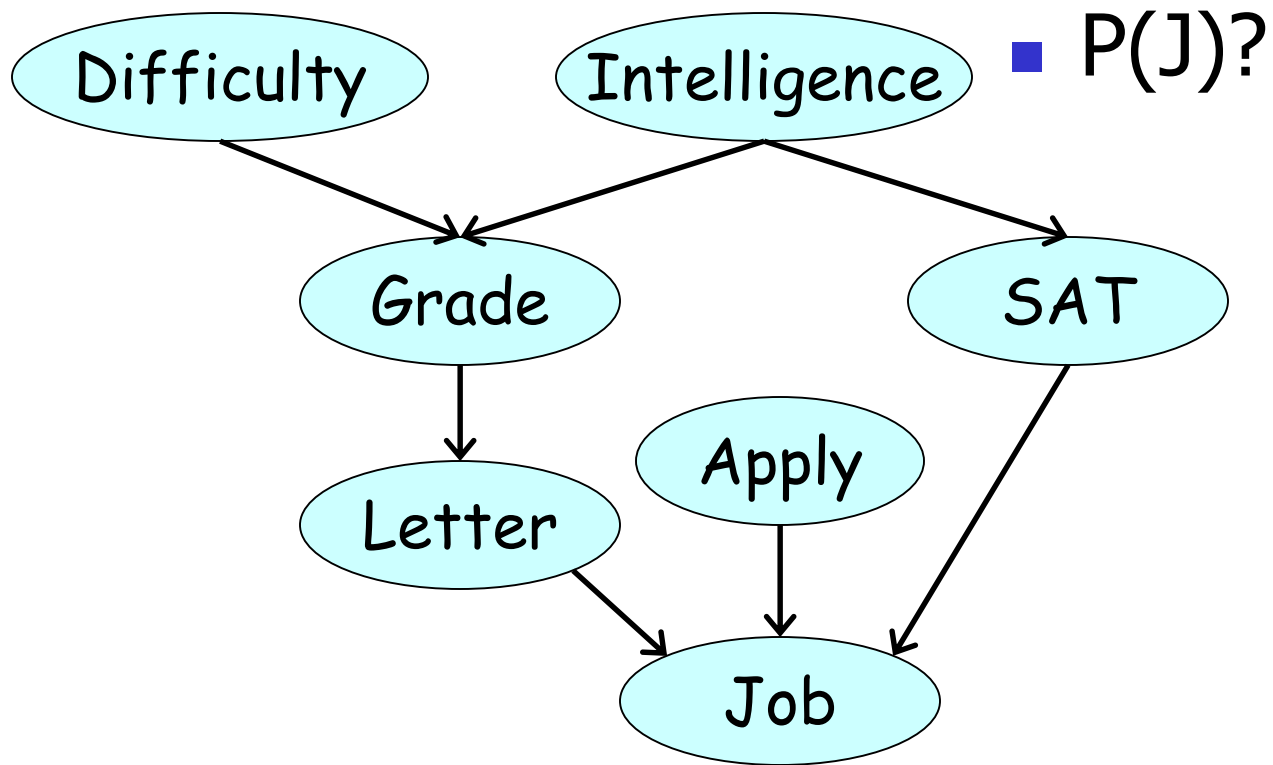 Difficulty
Intelligence
P(J)?
Grade
SAT
Apply
Letter
Job